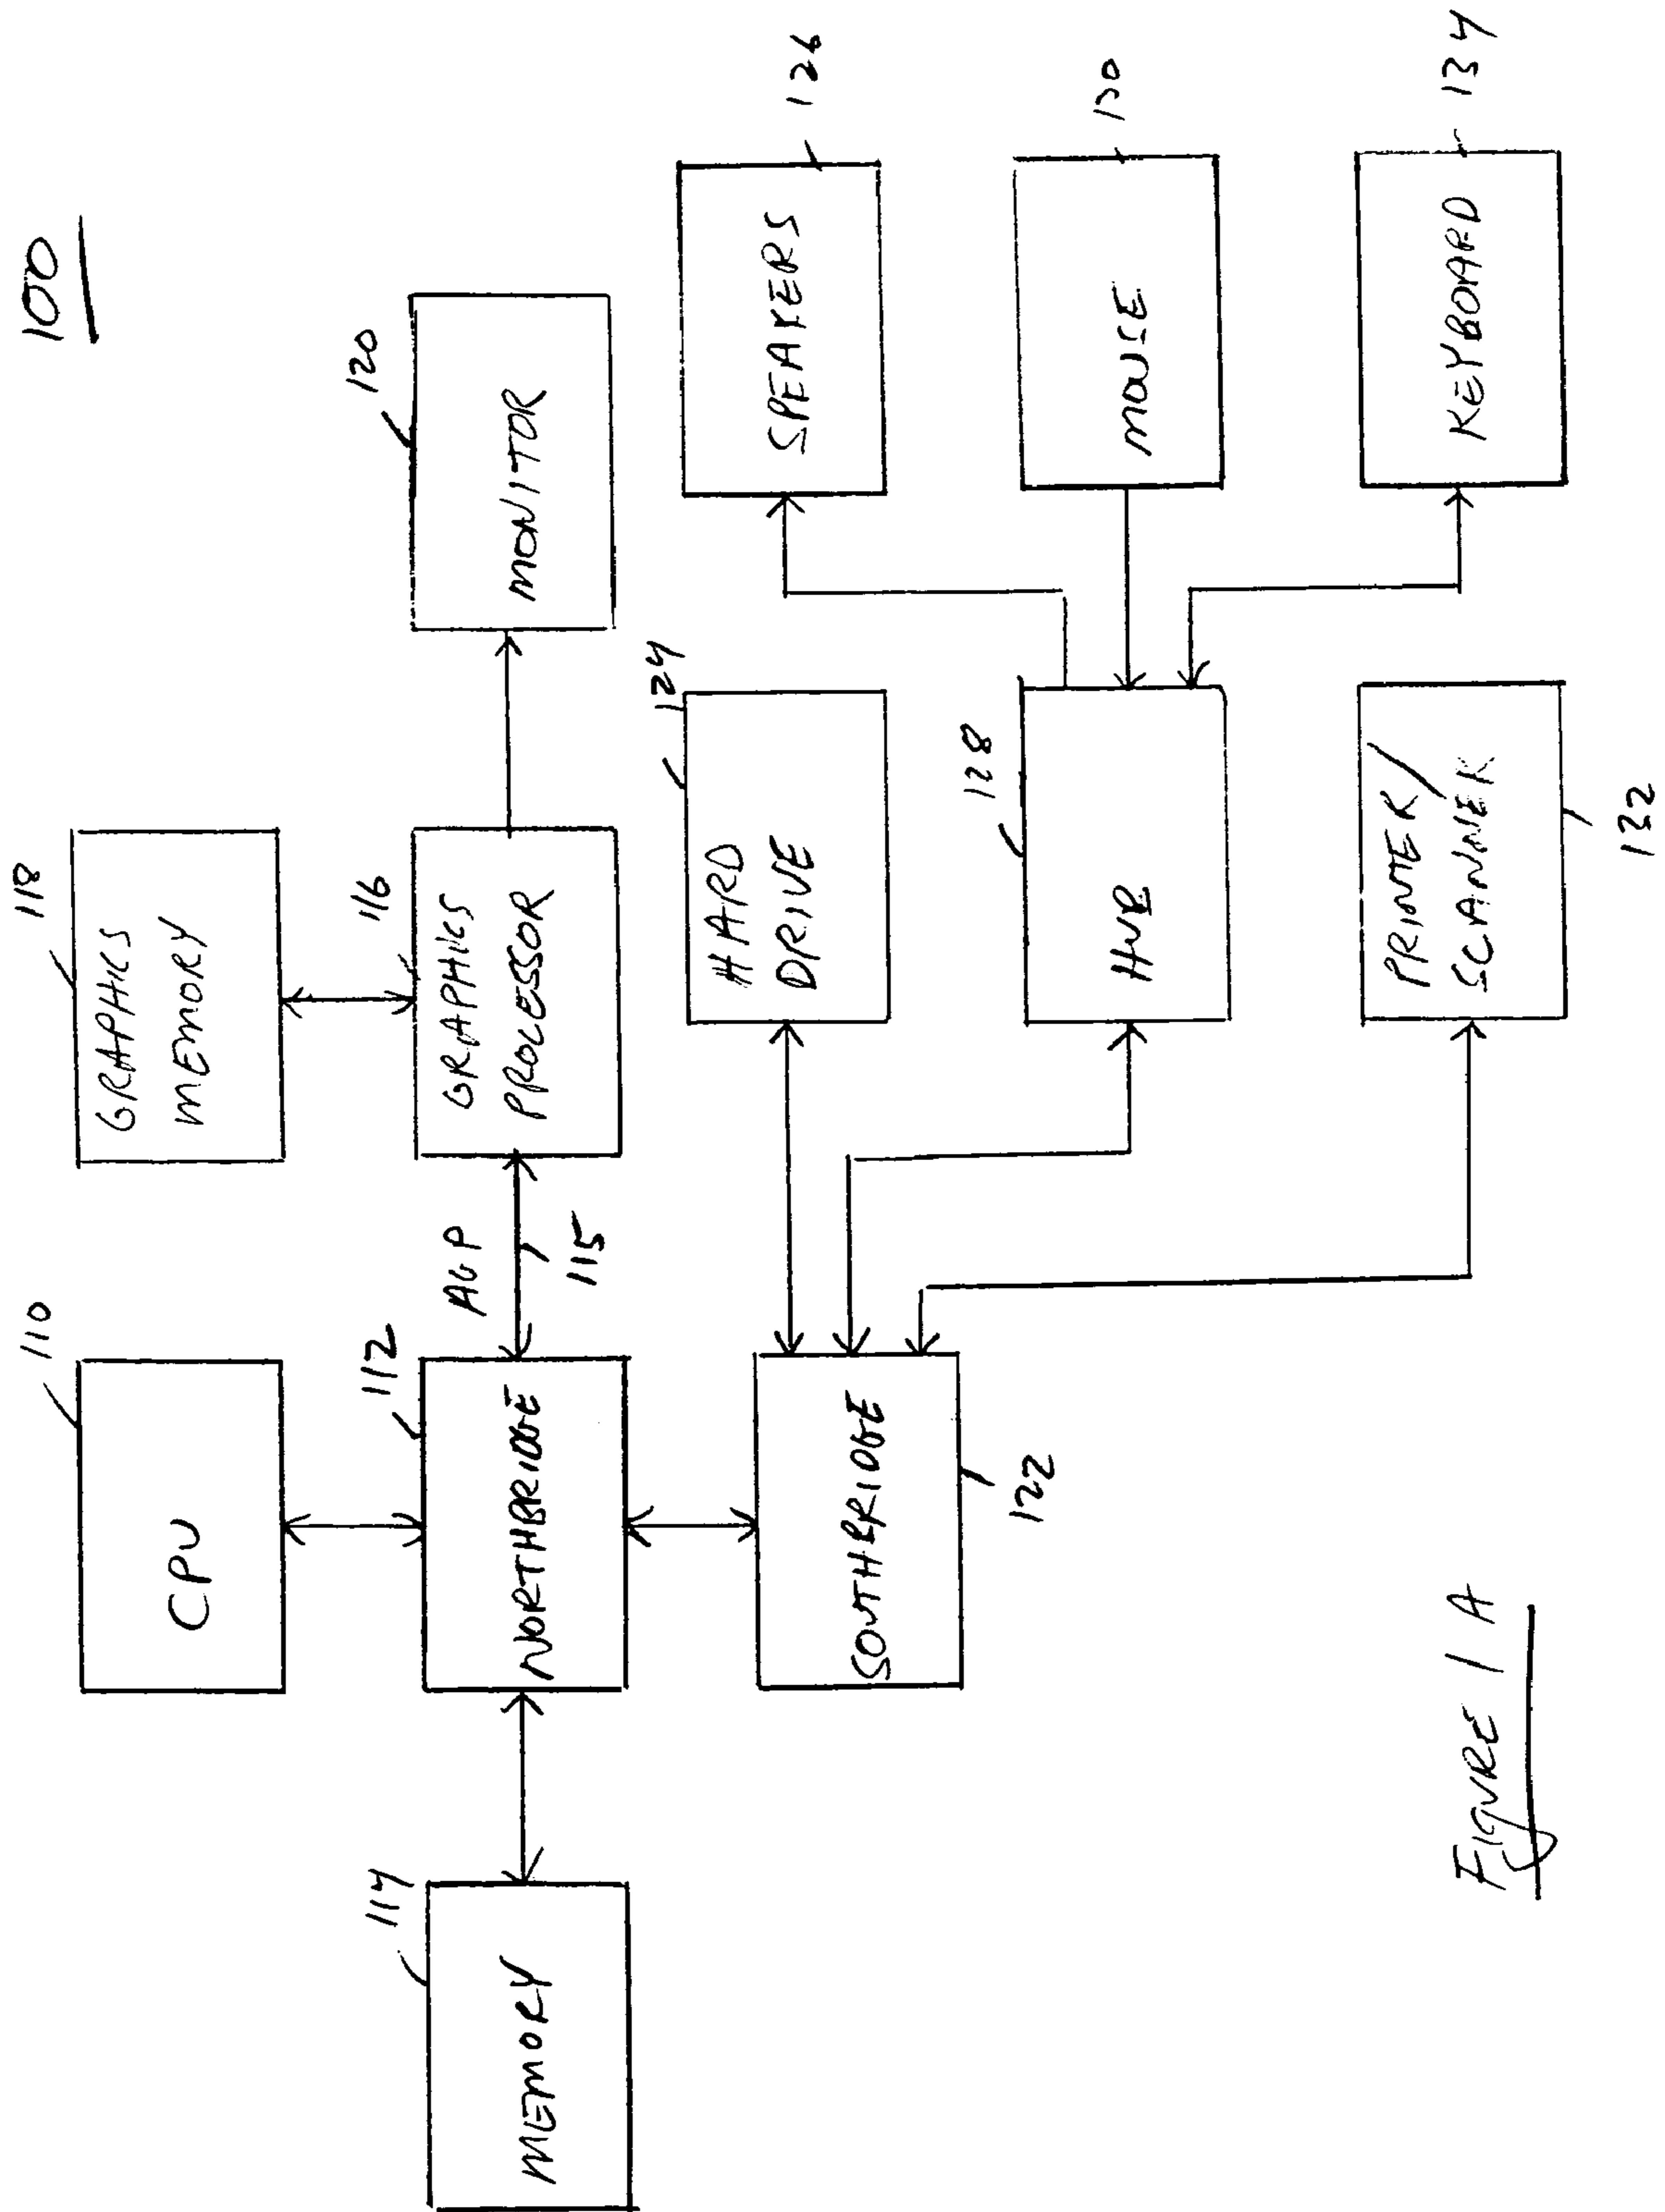 100
110
CPU
118
GRAPHICS
MEMORY
114
MEMORY
112
NORTHBRIDGE
AGP
115
116
GRAPHICS
PROCESSOR
120
MONITOR
122
SOUTHBRIDGE
124
HARD
DRIVE
SPEAKERS
126
128
HUB
MOUSE
130
PRINTER/
SCANNER
132
KEYBOARD
134
FIGURE 1A